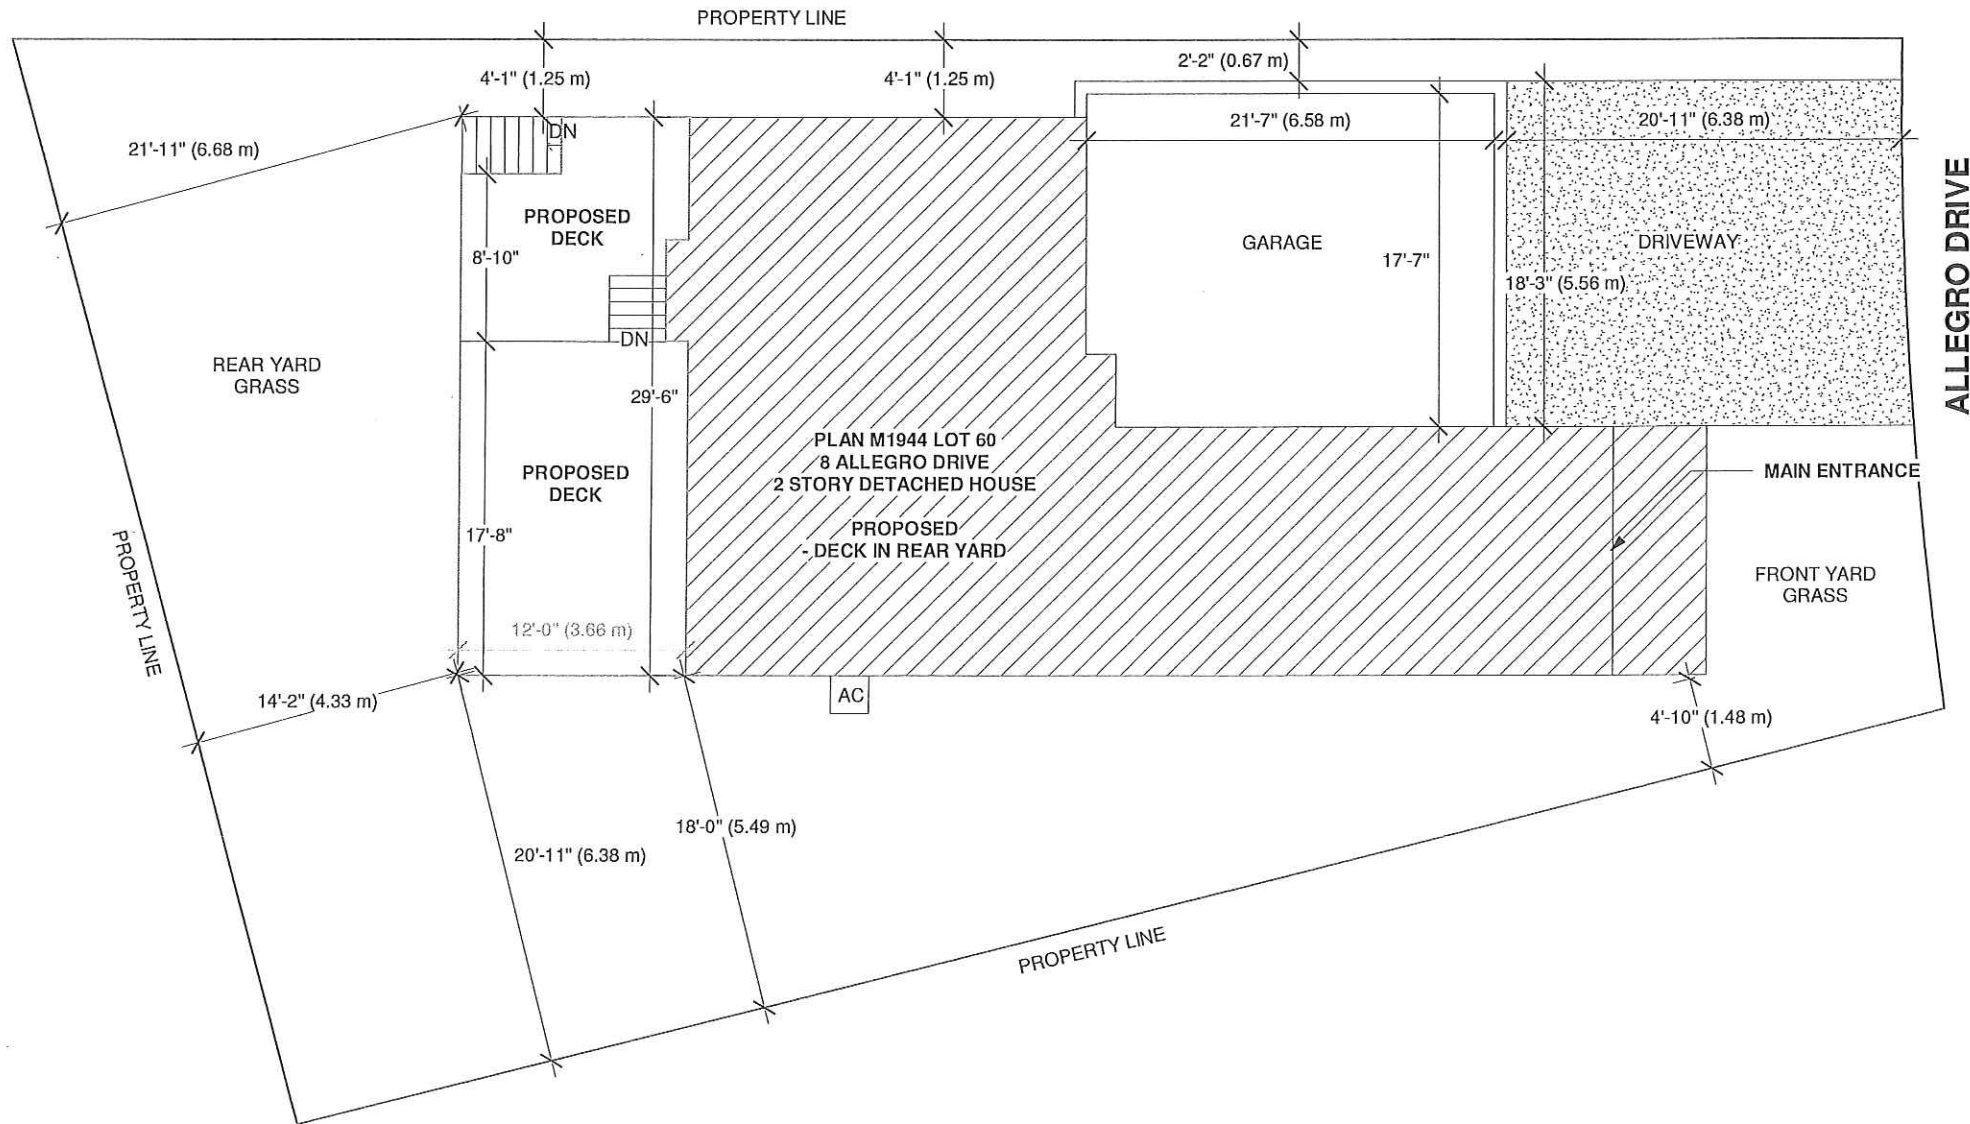 PROPERTY LINE
4'-1" (1.25 m)
4'-1" (1.25 m)
2'-2" (0.67 m)
21'-11" (6.68 m)
DN
21'-7" (6.58 m)
20'-11" (6.38 m)
PROPOSED
DECK
8'-10"
GARAGE
17'-7"
DRIVEWAY
18'-3" (5.56 m)
ALLEGRO DRIVE
DN
REAR YARD
GRASS
29'-6"
PROPOSED
DECK
17'-8"
PLAN M1944 LOT 60
8 ALLEGRO DRIVE
2 STORY DETACHED HOUSE
PROPOSED
- DECK IN REAR YARD
MAIN ENTRANCE
FRONT YARD
GRASS
PROPERTY LINE
12'-0" (3.66 m)
14'-2" (4.33 m)
AC
4'-10" (1.48 m)
18'-0" (5.49 m)
20'-11" (6.38 m)
PROPERTY LINE